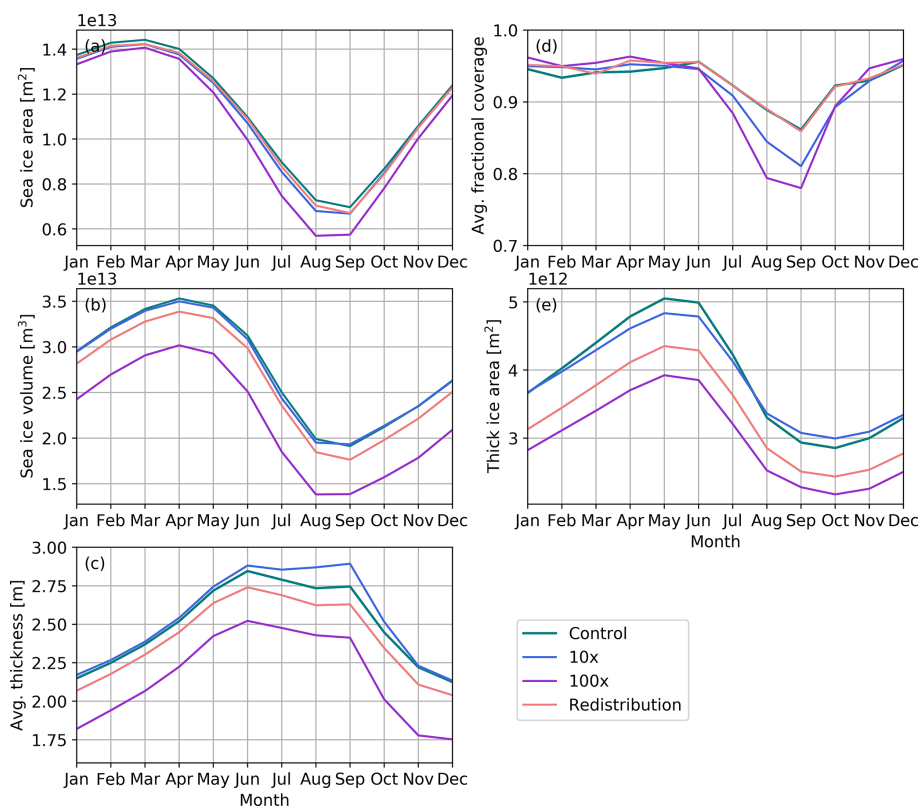 1e13
(a)
Sea ice area [m²]
1.4
1.2
1.0
0.8
0.6
Jan Feb Mar Apr May Jun Jul Aug Sep Oct Nov Dec
(d)
Avg. fractional coverage
1.0
0.9
0.8
0.7
Jan Feb Mar Apr May Jun Jul Aug Sep Oct Nov Dec
1e13
(b)
Sea ice volume [m³]
3.5
3.0
2.5
2.0
1.5
Jan Feb Mar Apr May Jun Jul Aug Sep Oct Nov Dec
1e12
(e)
Thick ice area [m²]
5
4
3
Jan Feb Mar Apr May Jun Jul Aug Sep Oct Nov Dec
Month
(c)
Avg. thickness [m]
3.00
2.75
2.50
2.25
2.00
1.75
Jan Feb Mar Apr May Jun Jul Aug Sep Oct Nov Dec
Month
Control
10x
100x
Redistribution